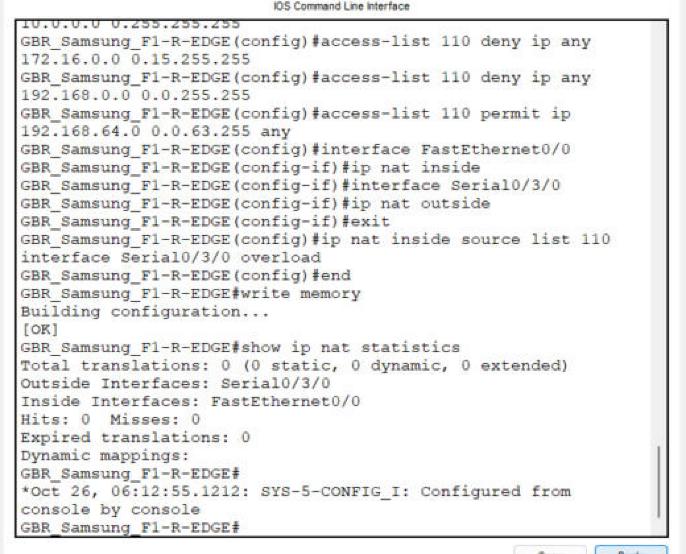 IOS Command Line Interface
10.0.0.0 0.255.255.255
GBR_Samsung_F1-R-EDGE(config)#access-list 110 deny ip any
172.16.0.0 0.15.255.255
GBR_Samsung_F1-R-EDGE(config)#access-list 110 deny ip any
192.168.0.0 0.0.255.255
GBR_Samsung_F1-R-EDGE(config)#access-list 110 permit ip
192.168.64.0 0.0.63.255 any
GBR_Samsung_F1-R-EDGE(config)#interface FastEthernet0/0
GBR_Samsung_F1-R-EDGE(config-if)#ip nat inside
GBR_Samsung_F1-R-EDGE(config-if)#interface Serial0/3/0
GBR_Samsung_F1-R-EDGE(config-if)#ip nat outside
GBR_Samsung_F1-R-EDGE(config-if)#exit
GBR_Samsung_F1-R-EDGE(config)#ip nat inside source list 110
interface Serial0/3/0 overload
GBR_Samsung_F1-R-EDGE(config)#end
GBR_Samsung_F1-R-EDGE#write memory
Building configuration...
[OK]
GBR_Samsung_F1-R-EDGE#show ip nat statistics
Total translations: 0 (0 static, 0 dynamic, 0 extended)
Outside Interfaces: Serial0/3/0
Inside Interfaces: FastEthernet0/0
Hits: 0  Misses: 0
Expired translations: 0
Dynamic mappings:
GBR_Samsung_F1-R-EDGE#
*Oct 26, 06:12:55.1212: SYS-5-CONFIG_I: Configured from
console by console
GBR_Samsung_F1-R-EDGE#